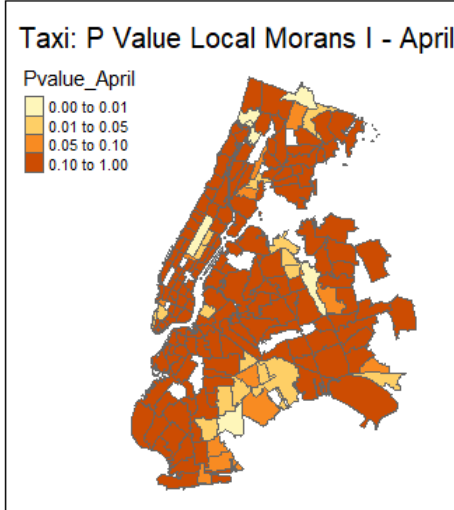 Taxi: P Value Local Morans I - April
Pvalue_April
0.00 to 0.01
0.01 to 0.05
0.05 to 0.10
0.10 to 1.00